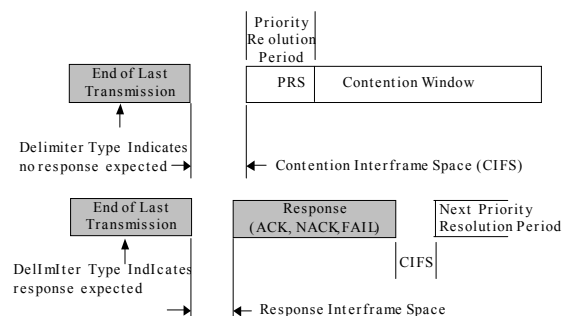 Priority
Re olution
Period
End of Last
Transmission
PRS
Contention Window
Delimiter Type Indicates
no response expected
Contention Interframe Space (CIFS)
End of Last
Transmission
Response
(ACK, NACK,FAIL)
Next Priority
Resolution Period
CIFS
DelImIter Type IndIcates
response expected
Response Interframe Space